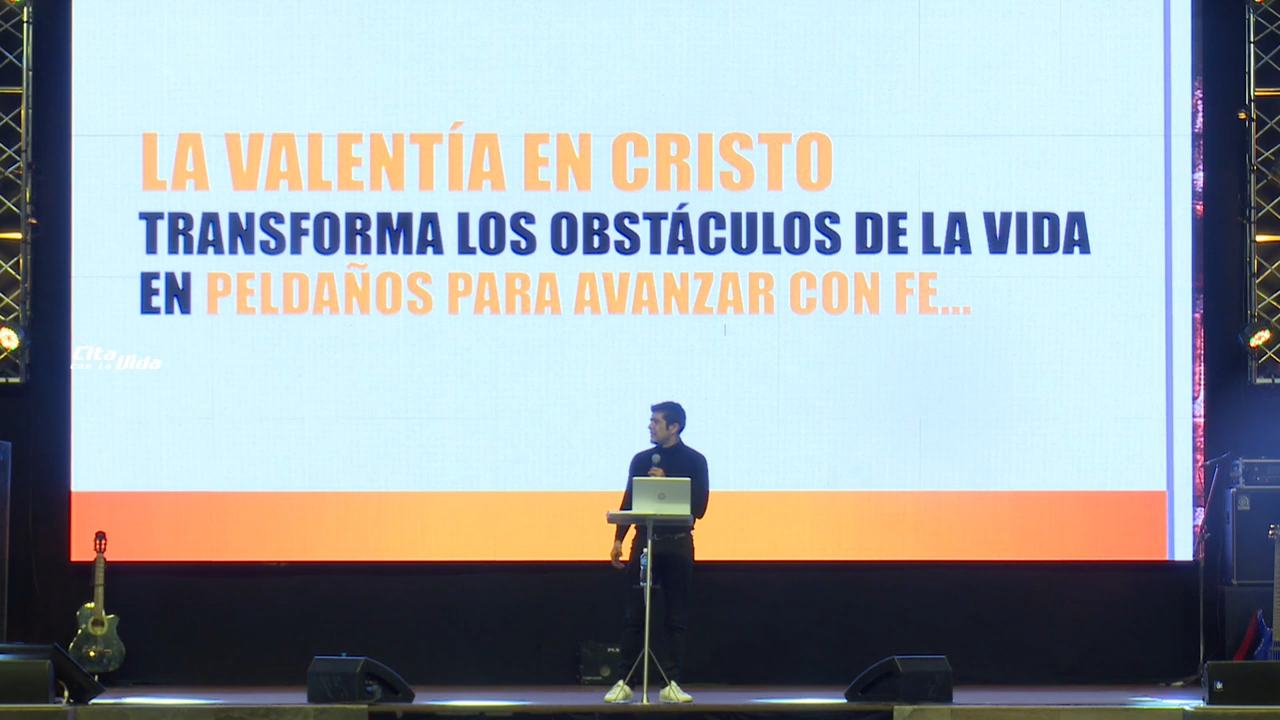 LA VALENTÍA EN CRISTO
TRANSFORMA LOS OBSTÁCULOS DE LA VIDA
EN PELDAÑOS PARA AVANZAR CON FE...
Cita
con la Vida